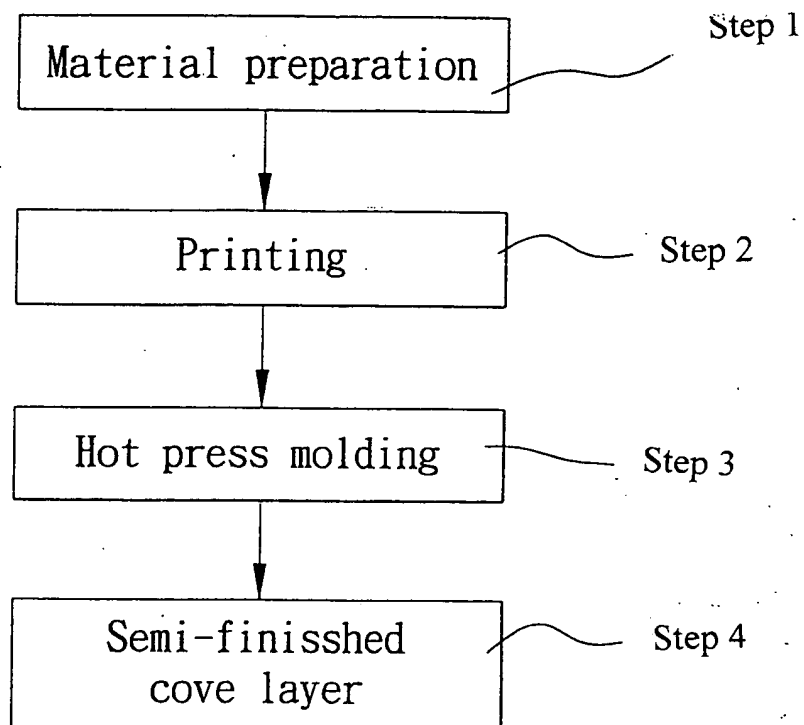 Step 1
Material preparation
Printing
Step 2
Hot press molding
Step 3
Semi-finisshed
cove layer
Step 4